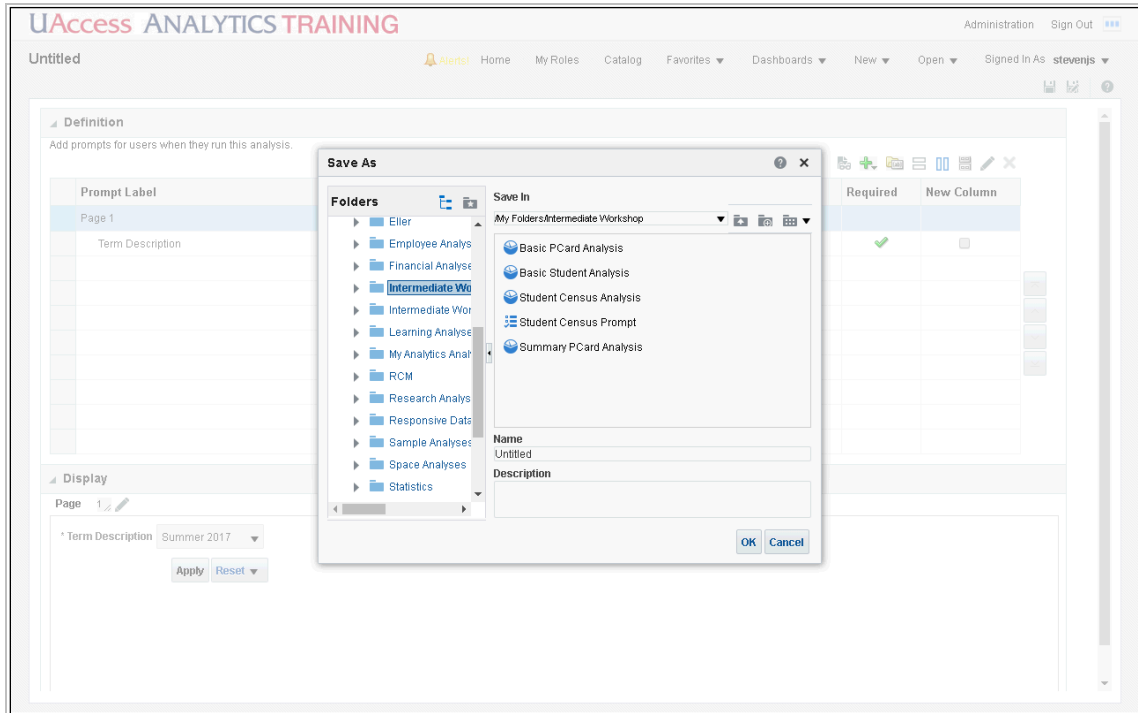 UAccess ANALYTICS TRAINING
Administration Sign Out
Untitled
Alerts! Home My Roles Catalog Favorites Dashboards New Open Signed In As stevenjs
Definition
Add prompts for users when they run this analysis.
Prompt Label Required New Column
Page 1
Term Description
Save As
Folders
Eller
Employee Analys
Financial Analyse
Intermediate Wo
Intermediate Wor
Learning Analyse
My Analytics Anal
RCM
Research Analys
Responsive Data
Sample Analyses
Space Analyses
Statistics
Save In
/My Folders/Intermediate Workshop
Basic PCard Analysis
Basic Student Analysis
Student Census Analysis
Student Census Prompt
Summary PCard Analysis
Name
Untitled
Description
OK Cancel
Display
Page 1
* Term Description Summer 2017
Apply Reset